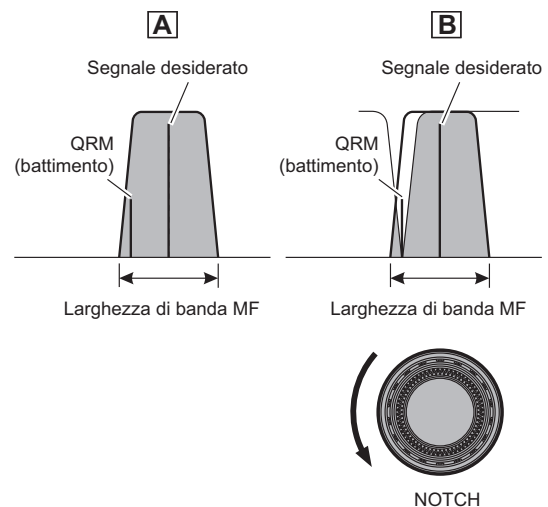 A
Segnale desiderato
QRM
(battimento)
Larghezza di banda MF
B
Segnale desiderato
QRM
(battimento)
Larghezza di banda MF
NOTCH